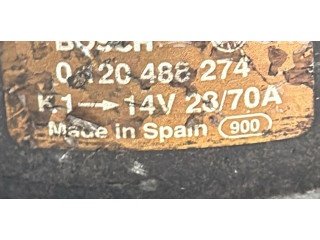 BOSCH
0 120 488 274
K1→14V 23/70A
Made in Spain 900